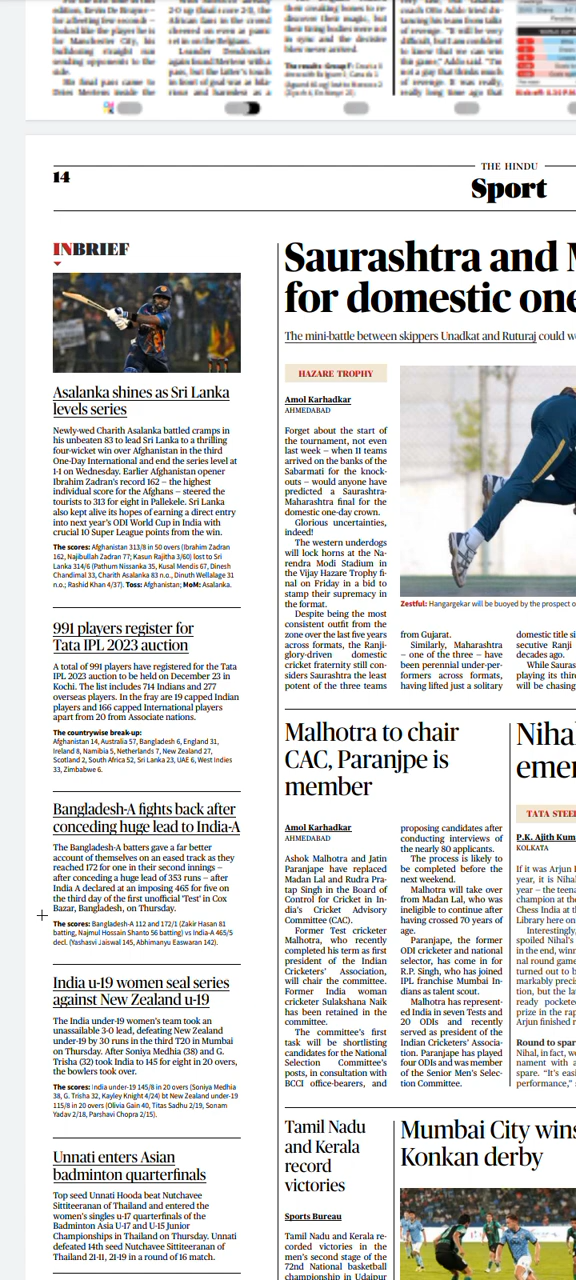 14
THE HINDU
Sport
INBRIEF
Asalanka shines as Sri Lanka
levels series
Newly-wed Charith Asalanka battled cramps in
his unbeaten 83 to lead Sri Lanka to a thrilling
four-wicket win over Afghanistan in the third
One-Day International and end the series level at
1-1 on Wednesday. Earlier Afghanistan opener
Ibrahim Zadran's record 162 – the highest
individual score for the Afghans – steered the
tourists to 313 for eight in Pallekele. Sri Lanka
also kept alive its hopes of earning a direct entry
into next year's ODI World Cup in India with
crucial 10 Super League points from the win.
The scores: Afghanistan 313/8 in 50 overs (Ibrahim Zadran
162, Najibullah Zadran 77; Kasun Rajitha 3/60) lost to Sri
Lanka 314/6 (Pathum Nissanka 35, Kusal Mendis 67, Dinesh
Chandimal 33, Charith Asalanka 83 n.o., Dinuth Wellalage 31
n.o.; Rashid Khan 4/37). Toss: Afghanistan; MoM: Asalanka.
991 players register for
Tata IPL 2023 auction
A total of 991 players have registered for the Tata
IPL 2023 auction to be held on December 23 in
Kochi. The list includes 714 Indians and 277
overseas players. In the fray are 19 capped Indian
players and 166 capped International players
apart from 20 from Associate nations.
The countrywise break-up:
Afghanistan 14, Australia 57, Bangladesh 6, England 31,
Ireland 8, Namibia 5, Netherlands 7, New Zealand 27,
Scotland 2, South Africa 52, Sri Lanka 23, UAE 6, West Indies
33, Zimbabwe 6.
Bangladesh-A fights back after
conceding huge lead to India-A
The Bangladesh-A batters gave a far better
account of themselves on an eased track as they
reached 172 for one in their second innings –
after conceding a huge lead of 353 runs – after
India A declared at an imposing 465 for five on
the third day of the first unofficial 'Test' in Cox
Bazar, Bangladesh, on Thursday.
The scores: Bangladesh-A 112 and 172/1 (Zakir Hasan 81
batting, Najmul Hossain Shanto 56 batting) vs India-A 465/5
decl. (Yashasvi Jaiswal 145, Abhimanyu Easwaran 142).
India u-19 women seal series
against New Zealand u-19
The India under-19 women's team took an
unassailable 3-0 lead, defeating New Zealand
under-19 by 30 runs in the third T20 in Mumbai
on Thursday. After Soniya Medhia (38) and G.
Trisha (32) took India to 145 for eight in 20 overs,
the bowlers took over.
The scores: India under-19 145/8 in 20 overs (Soniya Medhia
38, G. Trisha 32, Kayley Knight 4/24) bt New Zealand under-19
115/8 in 20 overs (Olivia Gain 40, Titas Sadhu 2/19, Sonam
Yadav 2/18, Parshavi Chopra 2/15).
Unnati enters Asian
badminton quarterfinals
Top seed Unnati Hooda beat Nutchavee
Sittiteeranan of Thailand and entered the
women's singles u-17 quarterfinals of the
Badminton Asia U-17 and U-15 Junior
Championships in Thailand on Thursday. Unnati
defeated 14th seed Nutchavee Sittiteeranan of
Thailand 21-11, 21-19 in a round of 16 match.
Saurashtra and M
for domestic one
The mini-battle between skippers Unadkat and Ruturaj could w
HAZARE TROPHY
Amol Karhadkar
AHMEDABAD
Forget about the start of
the tournament, not even
last week – when 11 teams
arrived on the banks of the
Sabarmati for the knock-
outs – would anyone have
predicted a Saurashtra-
Maharashtra final for the
domestic one-day crown.
Glorious uncertainties,
indeed!
The western underdogs
will lock horns at the Na-
rendra Modi Stadium in
the Vijay Hazare Trophy fi-
nal on Friday in a bid to
stamp their supremacy in
the format.
Despite being the most
consistent outfit from the
zone over the last five years
across formats, the Ranji-
glory-driven domestic
cricket fraternity still con-
siders Saurashtra the least
potent of the three teams
Zestful: Hangargekar will be buoyed by the prospect o
from Gujarat.
Similarly, Maharashtra
– one of the three – have
been perennial under-per-
formers across formats,
having lifted just a solitary
domestic title si
secutive Ranji
decades ago.
While Sauras
playing its third
will be chasing
Malhotra to chair
CAC, Paranjpe is
member
Amol Karhadkar
AHMEDABAD
Ashok Malhotra and Jatin
Paranjape have replaced
Madan Lal and Rudra Pra-
tap Singh in the Board of
Control for Cricket in In-
dia's Cricket Advisory
Committee (CAC).
Former Test cricketer
Malhotra, who recently
completed his term as first
president of the Indian
Cricketers' Association,
will chair the committee.
Former India woman
cricketer Sulakshana Naik
has been retained in the
committee.
The committee's first
task will be shortlisting
candidates for the National
Selection Committee's
posts, in consultation with
BCCI office-bearers, and
proposing candidates after
conducting interviews of
the nearly 80 applicants.
The process is likely to
be completed before the
next weekend.
Malhotra will take over
from Madan Lal, who was
ineligible to continue after
having crossed 70 years of
age.
Paranjpe, the former
ODI cricketer and national
selector, has come in for
R.P. Singh, who has joined
IPL franchise Mumbai In-
dians as talent scout.
Malhotra has represent-
ed India in seven Tests and
20 ODIs and recently
served as president of the
Indian Cricketers' Associa-
tion. Paranjpe has played
four ODIs and was member
of the Senior Men's Selec-
tion Committee.
Niha
emer
TATA STEEL
P.K. Ajith Kum
KOLKATA
If it was Arjun I
year, it is Nihal
year – the teena
champion at the
Chess India at t
Library here on
Interestingly,
spoiled Nihal's
in the end, winn
nal round game
turned out to b
markably precis
tion, but the la
ready pocketed
prize in the rap
Arjun finished r
Round to spar
Nihal, in fact, w
nament with a
spare. "It's easi
performance,"
Tamil Nadu
and Kerala
record
victories
Sports Bureau
Tamil Nadu and Kerala re-
corded victories in the
men's second stage of the
72nd National basketball
championship in Udaipur
Mumbai City wins
Konkan derby